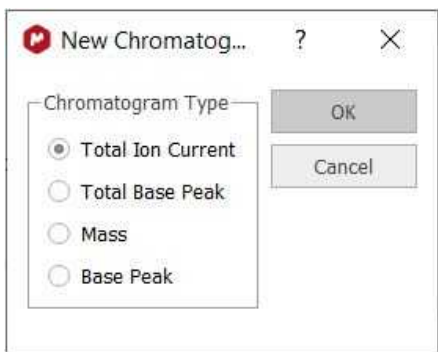 New Chromatog... ?
Chromatogram Type
OK
Total Ion Current
Cancel
Total Base Peak
Mass
Base Peak